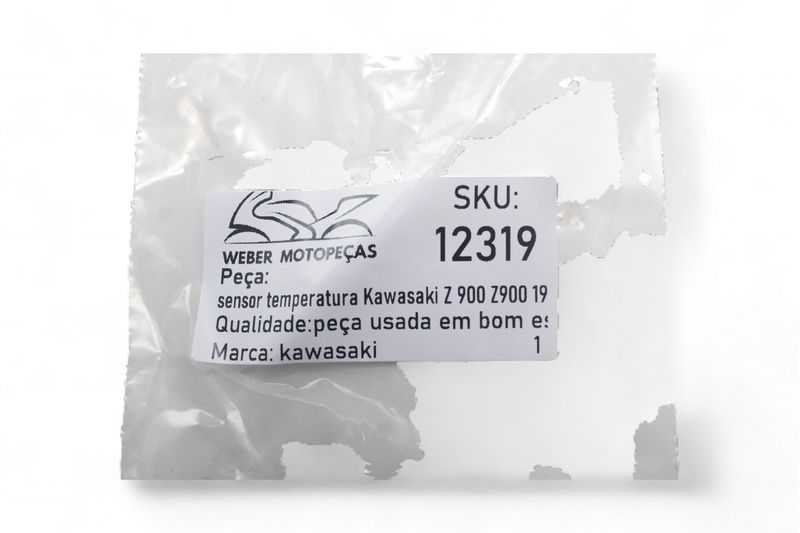 SKU:
12319
WEBER MOTOPEÇAS
Peça:
sensor temperatura Kawasaki Z 900 Z900 19
Qualidade:peça usada em bom es
Marca: kawasaki 1